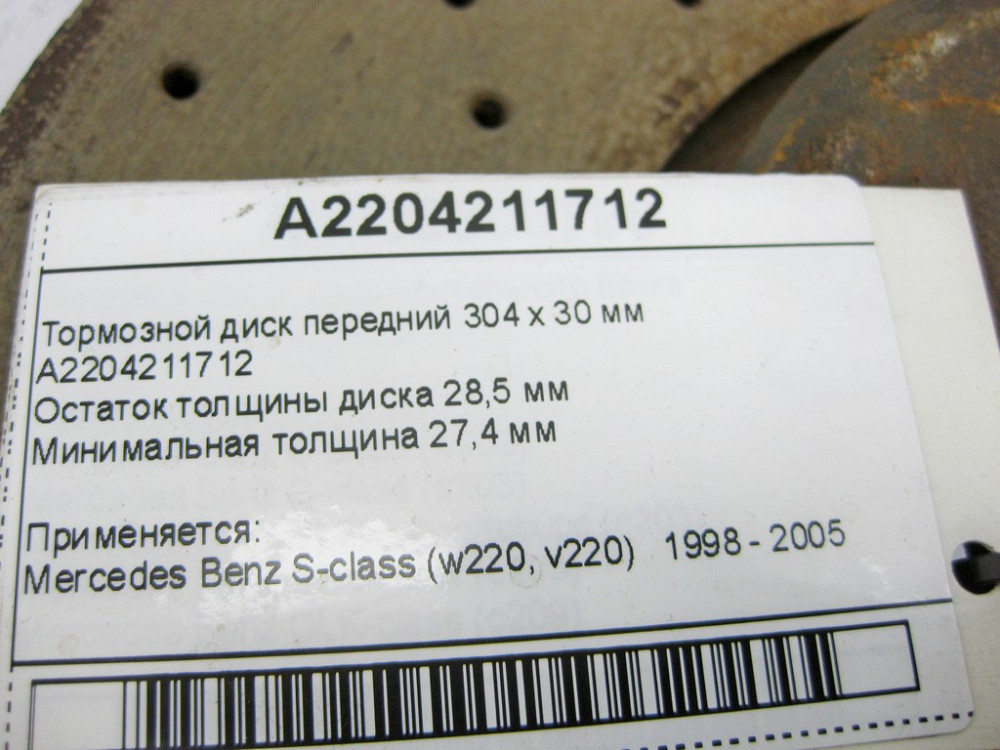 A2204211712
Тормозной диск передний 304 x 30 мм
A2204211712
Остаток толщины диска 28,5 мм
Минимальная толщина 27,4 мм
Применяется:
Mercedes Benz S-class (w220, v220) 1998 - 2005